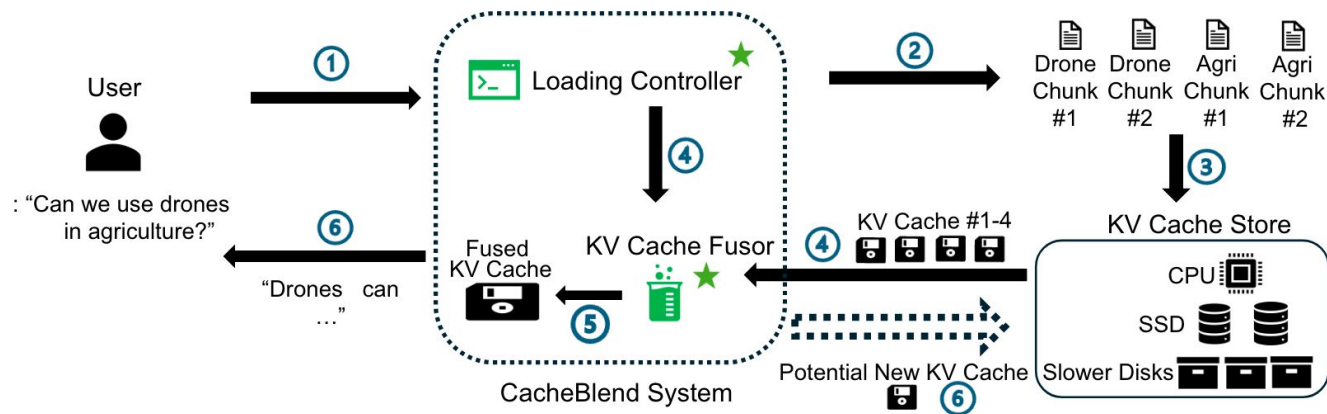 User
: “Can we use drones
in agriculture?”
1
6
“Drones can
…”
>_ Loading Controller
4
KV Cache Fusor
Fused
KV Cache
5
CacheBlend System
2
Drone
Chunk
#1
Drone
Chunk
#2
Agri
Chunk
#1
Agri
Chunk
#2
3
KV Cache Store
KV Cache #1-4
4
CPU
SSD
Slower Disks
Potential New KV Cache
6